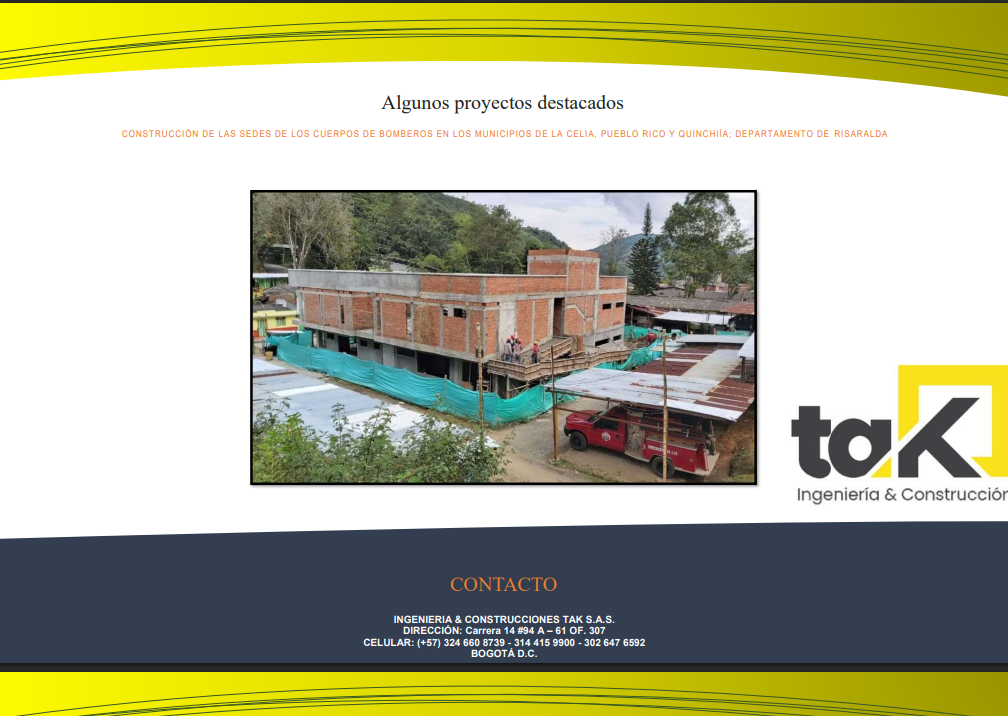 Algunos proyectos destacados
CONSTRUCCIÓN DE LAS SEDES DE LOS CUERPOS DE BOMBEROS EN LOS MUNICIPIOS DE LA CELIA, PUEBLO RICO Y QUINCHIÍA; DEPARTAMENTO DE RISARALDA
taK
Ingeniería & Construcción
CONTACTO
INGENIERIA & CONSTRUCCIONES TAK S.A.S.
DIRECCIÓN: Carrera 14 #94 A – 61 OF. 307
CELULAR: (+57) 324 660 8739 - 314 415 9900 - 302 647 6592
BOGOTÁ D.C.